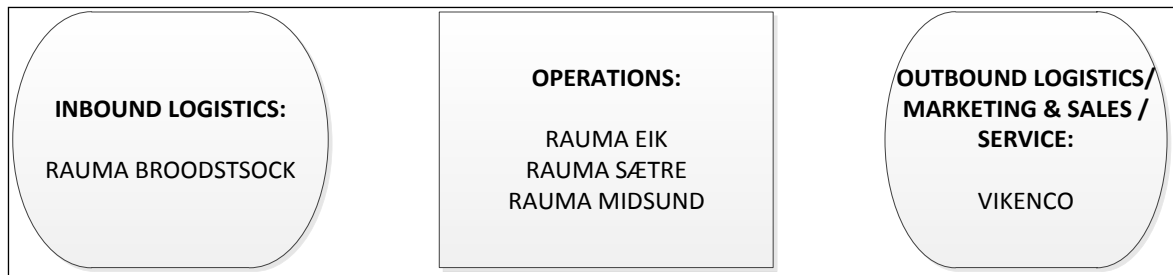 INBOUND LOGISTICS:
RAUMA BROODSTSOCK
OPERATIONS:
RAUMA EIK
RAUMA SÆTRE
RAUMA MIDSUND
OUTBOUND LOGISTICS/
MARKETING & SALES /
SERVICE:
VIKENCO